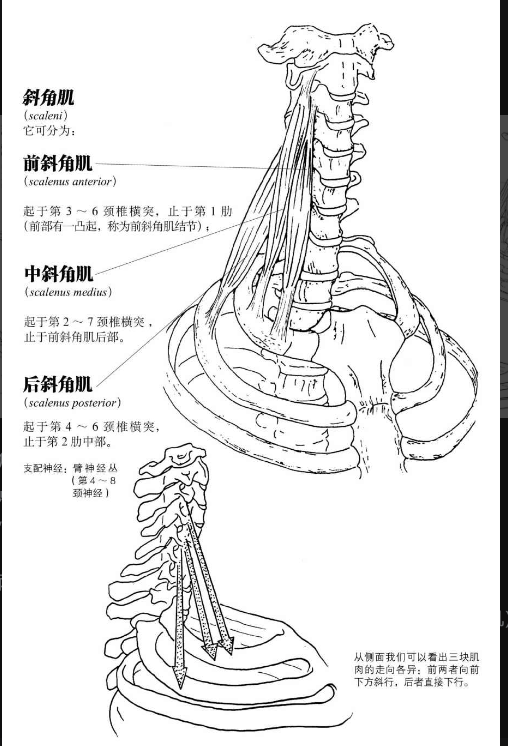 斜角肌
(scaleni)
它可分为：
前斜角肌
(scalenus anterior)
起于第 3 ～ 6 颈椎横突，止于第 1 肋
(前部有一凸起，称为前斜角肌结节)；
中斜角肌
(scalenus medius)
起于第 2 ～ 7 颈椎横突，
止于前斜角肌后部。
后斜角肌
(scalenus posterior)
起于第 4 ～ 6 颈椎横突，
止于第 2 肋中部。
支配神经：臂神经丛
(第 4 ～ 8
颈神经)
从侧面我们可以看出三块肌
肉的走向各异：前两者向前
下方斜行，后者直接下行。